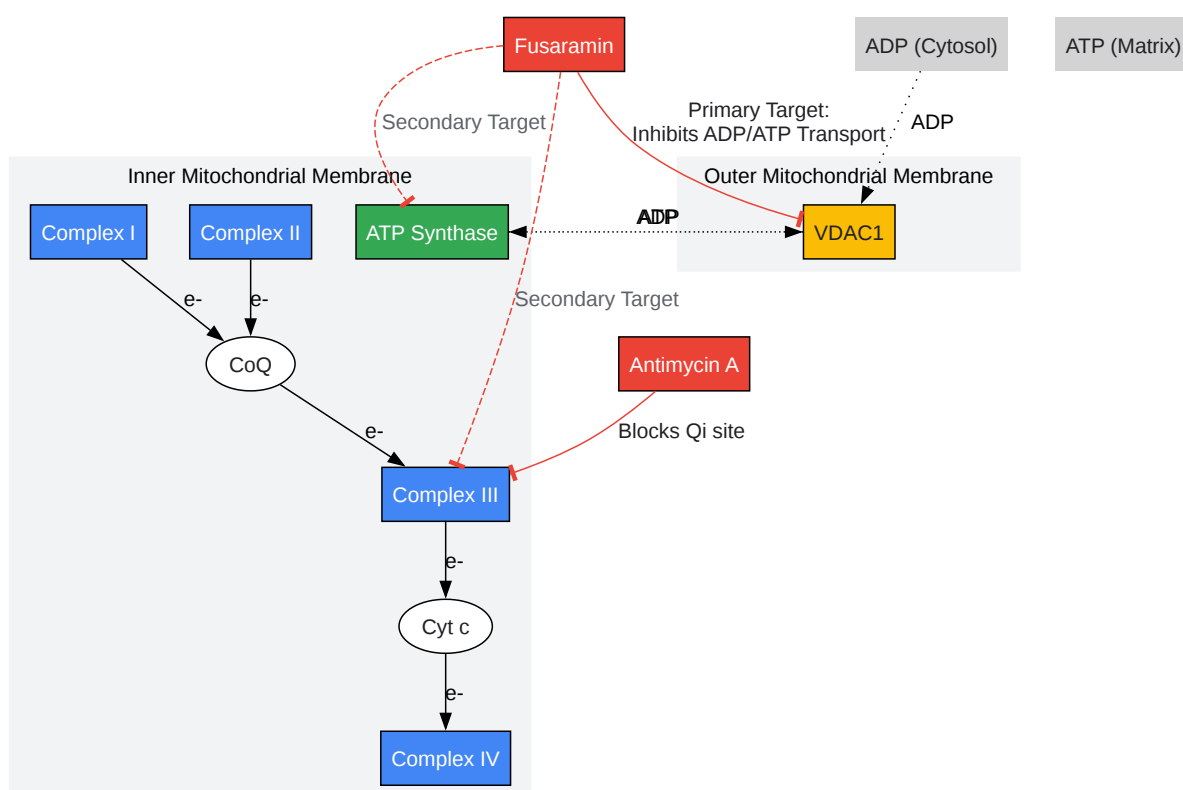 Fusaramin
ADP (Cytosol)
ATP (Matrix)
Secondary Target
Primary Target:
Inhibits ADP/ATP Transport
ADP
Inner Mitochondrial Membrane
Outer Mitochondrial Membrane
Complex I
Complex II
ATP Synthase
ADP
VDAC1
e-
e-
Secondary Target
CoQ
Antimycin A
e-
Blocks Qi site
Complex III
e-
Cyt c
e-
Complex IV